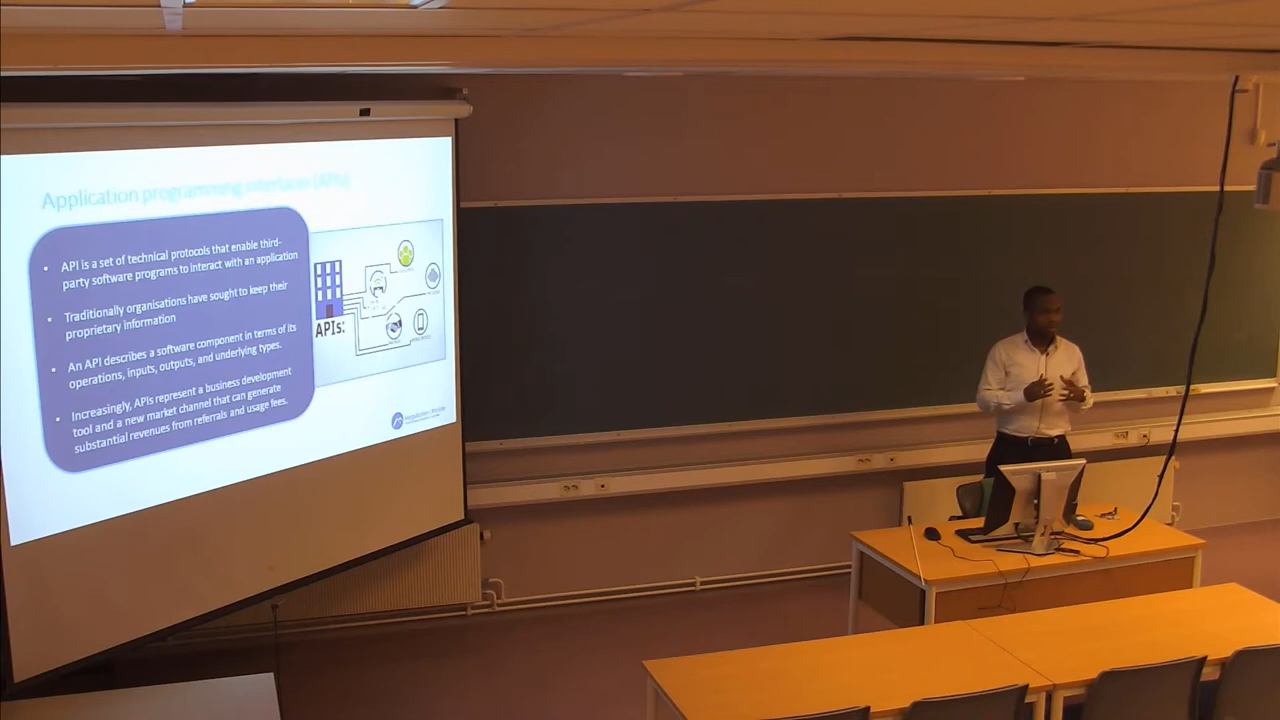 Application programming interfaces (APIs)
• API is a set of technical protocols that enable third-
party software programs to interact with an application
• Traditionally organisations have sought to keep their
proprietary information
• An API describes a software component in terms of its
operations, inputs, outputs, and underlying types.
• Increasingly, APIs represent a business development
tool and a new market channel that can generate
substantial revenues from referrals and usage fees.
APIs: